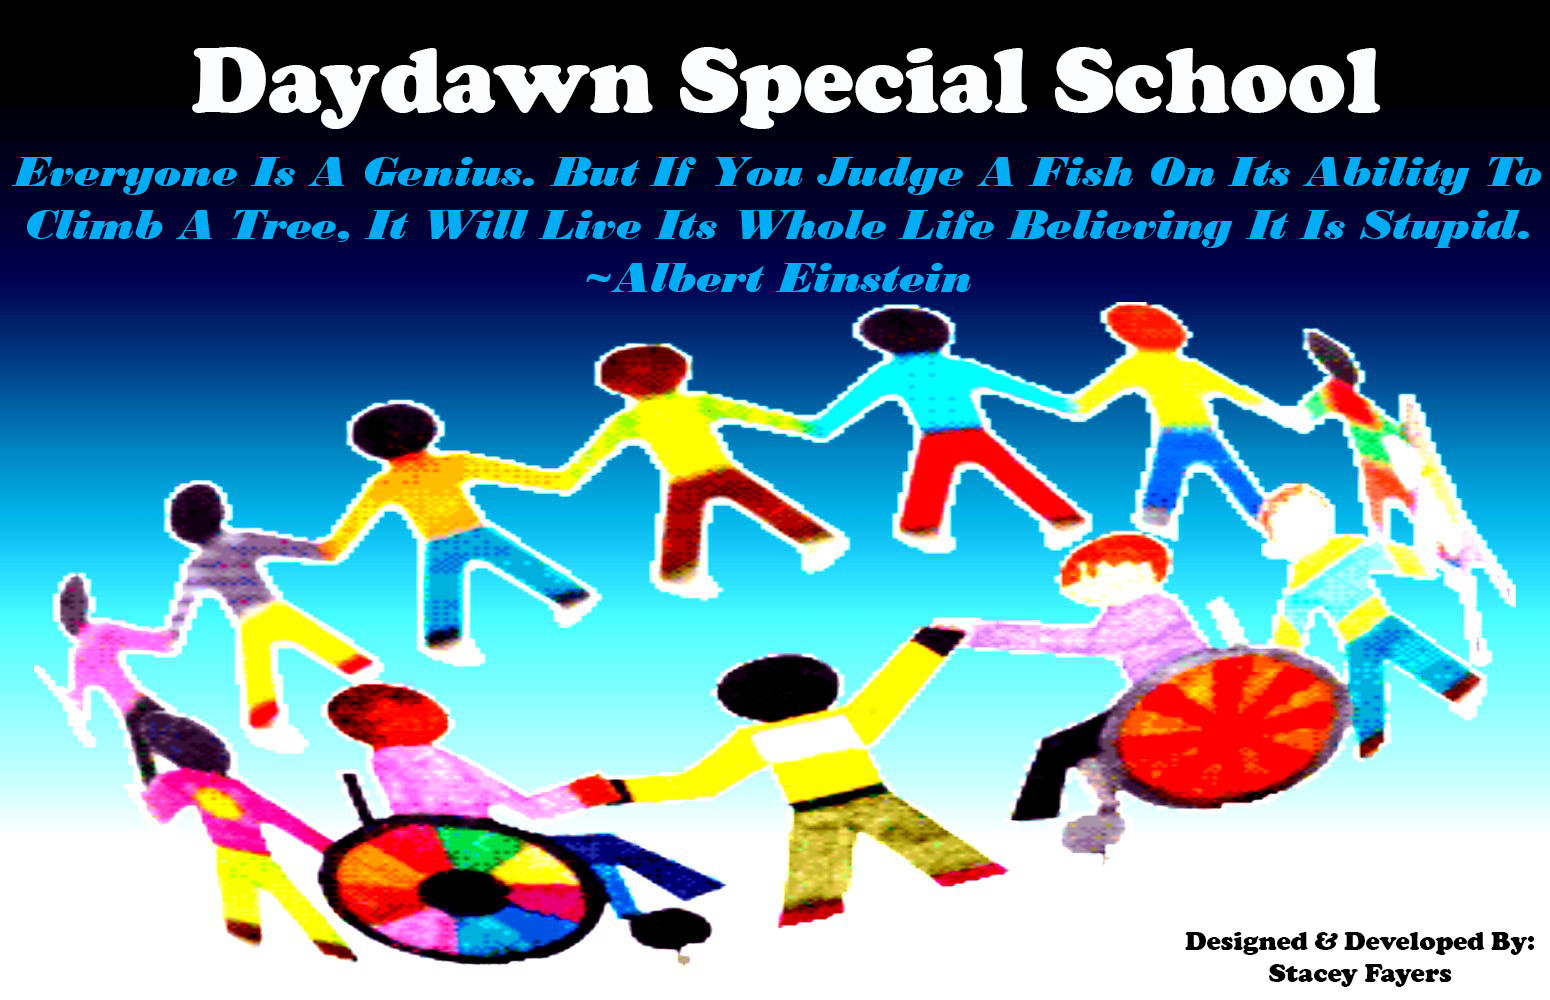 Daydawn Special School
Everyone Is A Genius. But If You Judge A Fish On Its Ability To
Climb A Tree, It Will Live Its Whole Life Believing It Is Stupid.
~Albert Einstein
Designed & Developed By:
Stacey Fayers